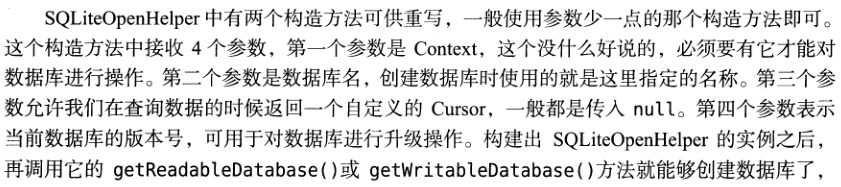 SQLiteOpenHelper 中有两个构造方法可供重写，一般使用参数少一点的那个构造方法即可。
这个构造方法中接收 4 个参数，第一个参数是 Context，这个没什么好说的，必须要有它才能对
数据库进行操作。第二个参数是数据库名，创建数据库时使用的就是这里指定的名称。第三个参
数允许我们在查询数据的时候返回一个自定义的 Cursor，一般都是传入 null。第四个参数表示
当前数据库的版本号，可用于对数据库进行升级操作。构建出 SQLiteOpenHelper 的实例之后，
再调用它的 getReadableDatabase()或 getWritableDatabase()方法就能够创建数据库了，